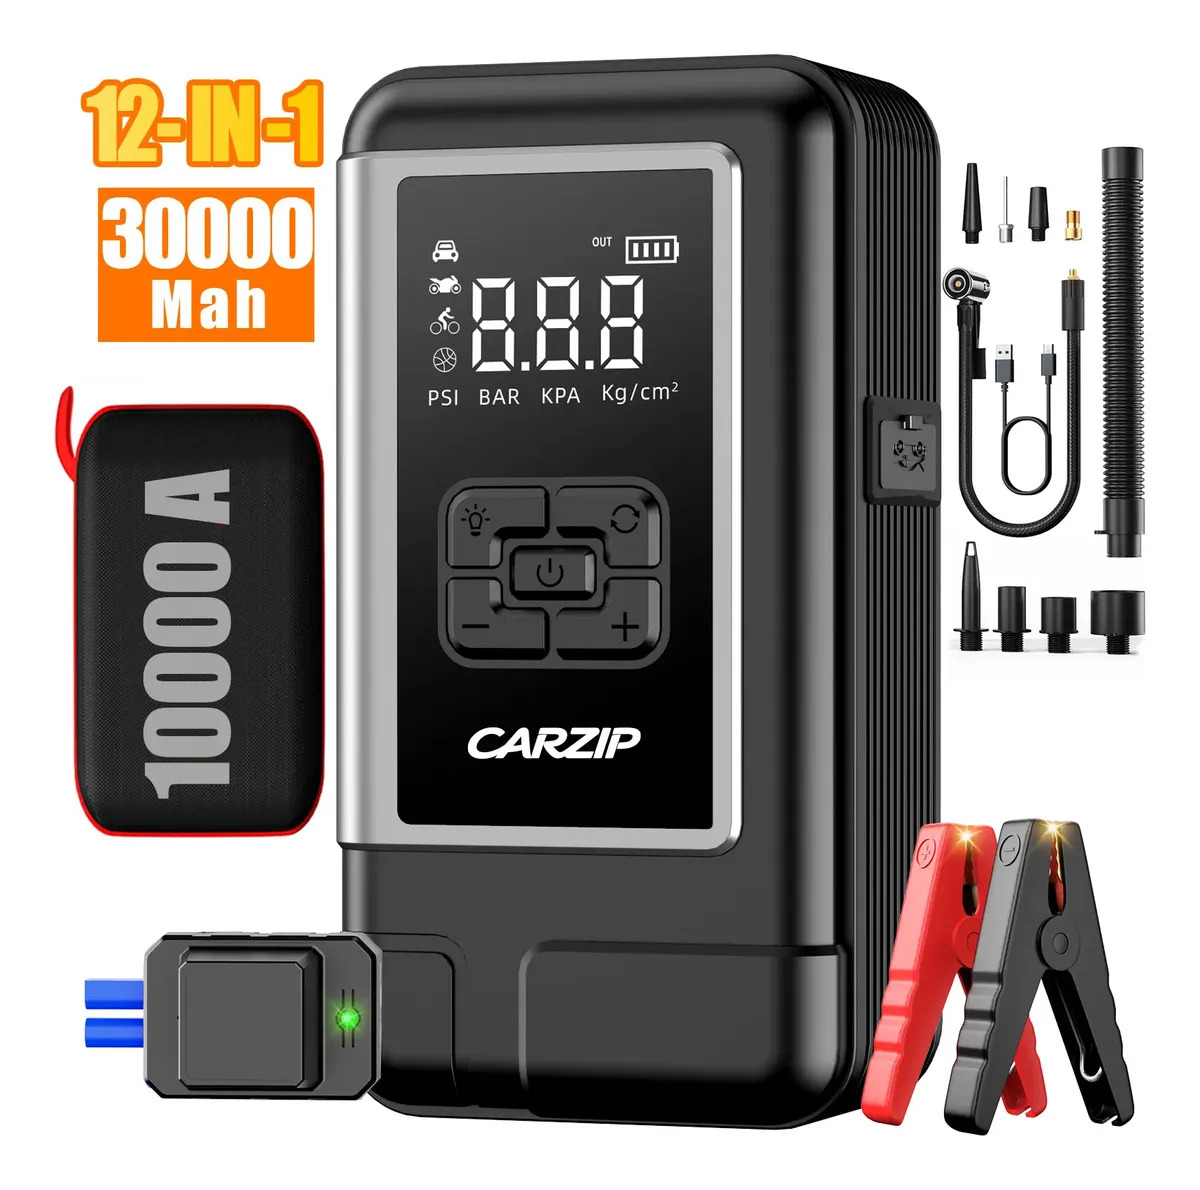 12-IN-1
30000
Mah
10000 A
OUT
8.8.8
PSI BAR KPA Kg/cm²
− +
CARZIP
+ −